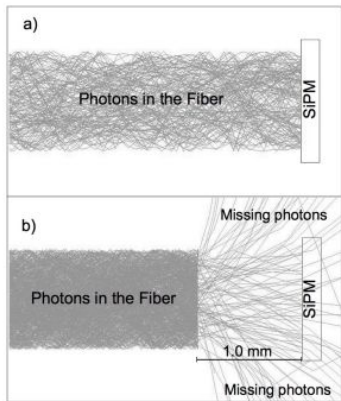 a)
Photons in the Fiber
SiPM
b)
Missing photons
Photons in the Fiber
SiPM
1.0 mm
Missing photons